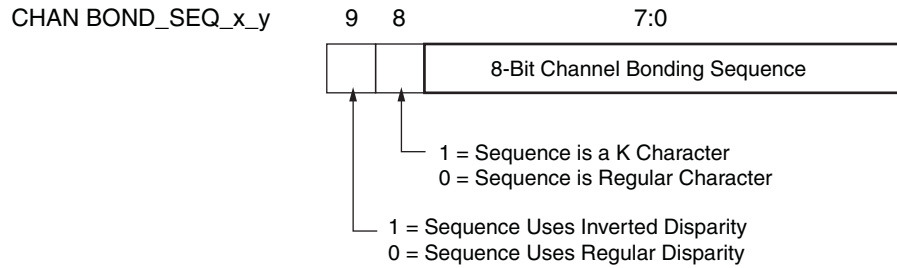 CHAN BOND_SEQ_x_y 9 8 7:0
8-Bit Channel Bonding Sequence
1 = Sequence is a K Character
0 = Sequence is Regular Character
1 = Sequence Uses Inverted Disparity
0 = Sequence Uses Regular Disparity